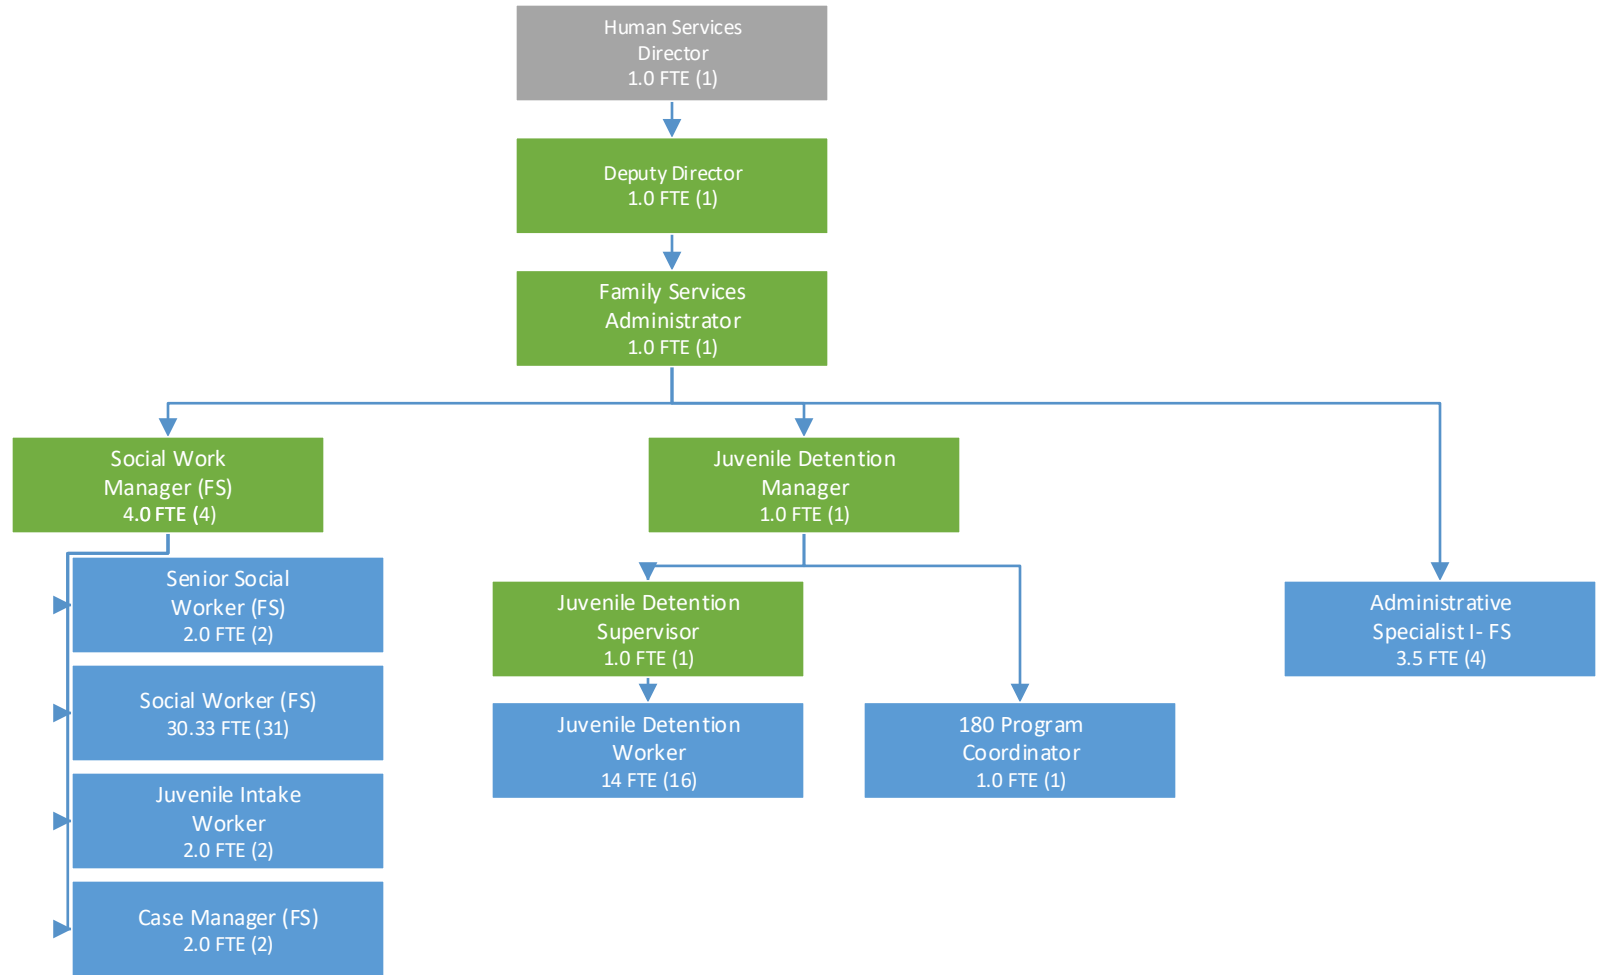 Human Services
Director
1.0 FTE (1)
Deputy Director
1.0 FTE (1)
Family Services
Administrator
1.0 FTE (1)
Social Work
Manager (FS)
4.0 FTE (4)
Juvenile Detention
Manager
1.0 FTE (1)
Senior Social
Worker (FS)
2.0 FTE (2)
Social Worker (FS)
30.33 FTE (31)
Juvenile Intake
Worker
2.0 FTE (2)
Case Manager (FS)
2.0 FTE (2)
Juvenile Detention
Supervisor
1.0 FTE (1)
Juvenile Detention
Worker
14 FTE (16)
180 Program
Coordinator
1.0 FTE (1)
Administrative
Specialist I- FS
3.5 FTE (4)